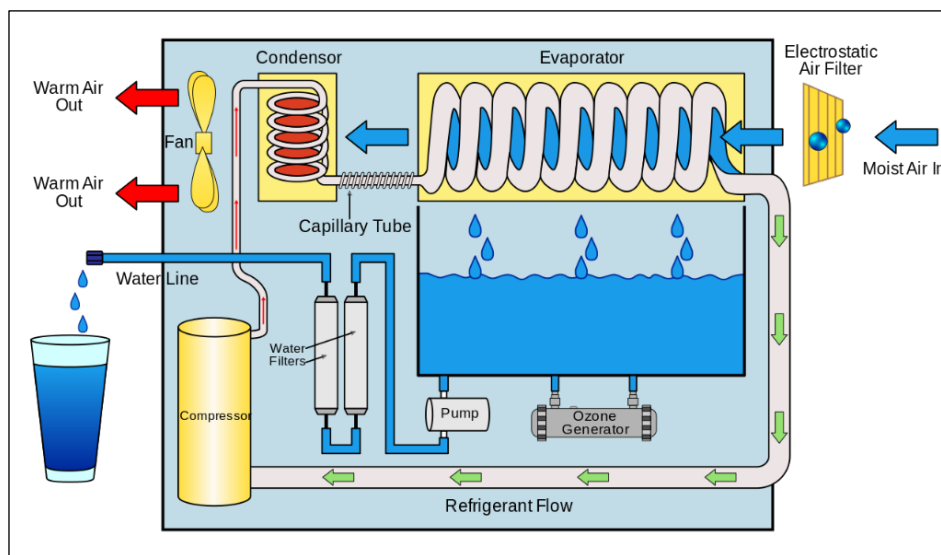 Condensor
Evaporator
Electrostatic
Air Filter
Warm Air
Out
Fan
Moist Air In
Warm Air
Out
Capillary Tube
Water Line
Water
Filters
Compressor
Pump
Ozone
Generator
Refrigerant Flow